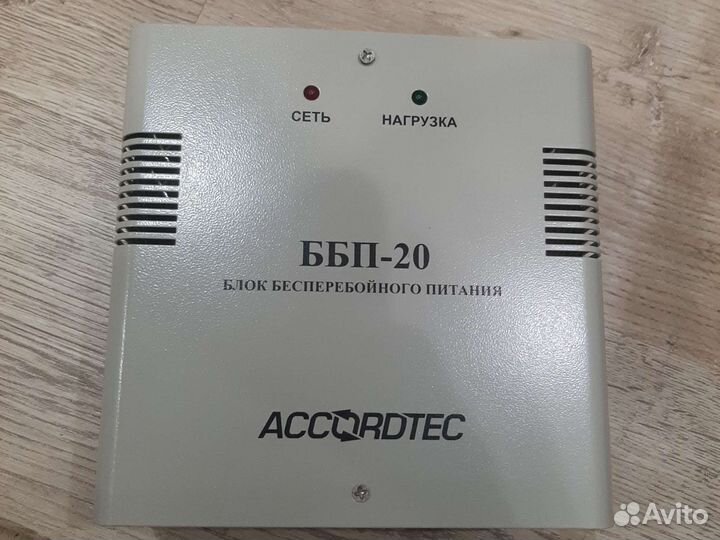 СЕТЬ НАГРУЗКА
ББП-20
БЛОК БЕСПЕРЕБОЙНОГО ПИТАНИЯ
ACCORDTEC
Avito